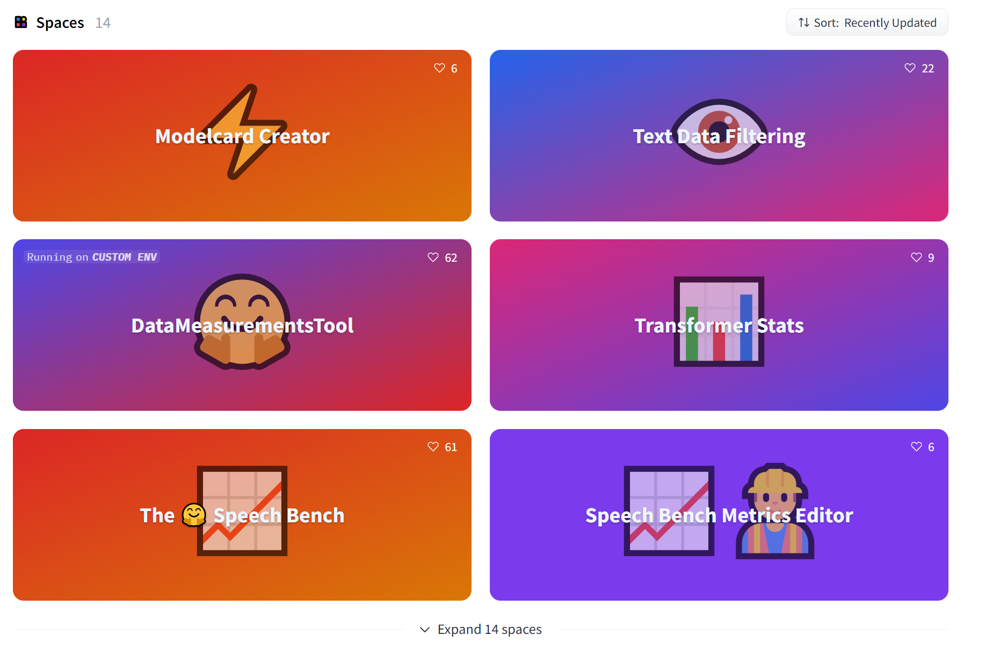 Spaces 14
Sort: Recently Updated
6
Modelcard Creator
22
Text Data Filtering
Running on CUSTOM ENV
62
DataMeasurementsTool
9
Transformer Stats
61
The 🤗 Speech Bench
6
Speech Bench Metrics Editor
Expand 14 spaces